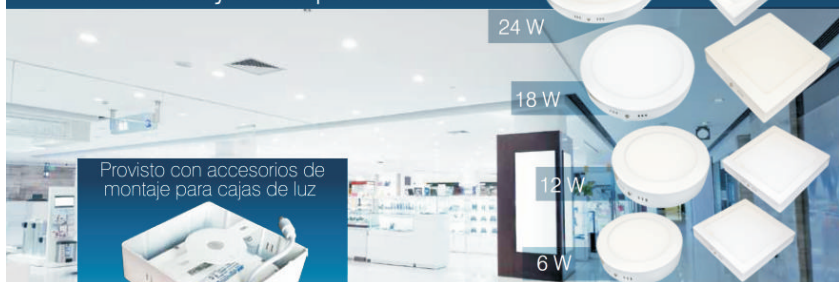 24 W
18 W
Provisto con accesorios de
montaje para cajas de luz
12 W
6 W